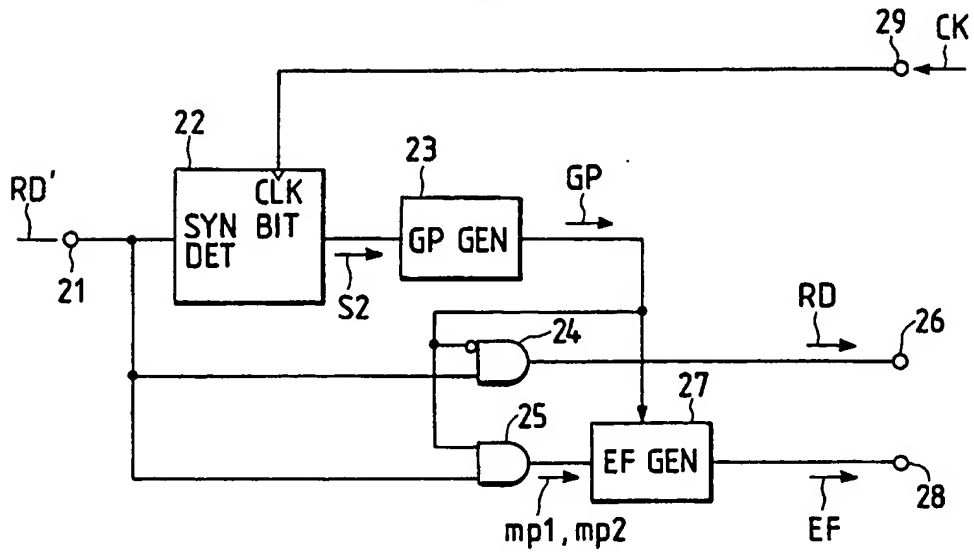 29
CK
22
23
RD'
CLK
SYN BIT
DET
GP GEN
GP
21
S2
24
RD
26
25
27
EF GEN
mp1, mp2
EF
28